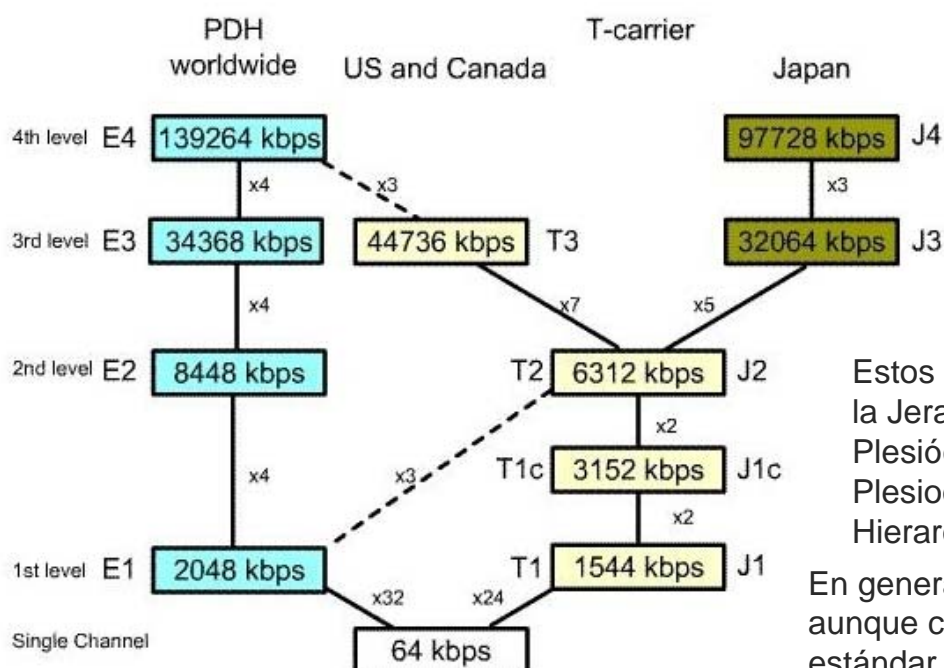 PDH
worldwide
T-carrier
US and Canada
Japan
4th level E4 139264 kbps
97728 kbps J4
x4
x3
x3
3rd level E3 34368 kbps
44736 kbps T3
32064 kbps J3
x4
x7
x5
2nd level E2 8448 kbps
T2 6312 kbps J2
x2
x4
x3
T1c 3152 kbps J1c
x2
1st level E1 2048 kbps
T1 1544 kbps J1
x32
x24
Single Channel
64 kbps
Estos
la Jera
Plesióc
Plesioc
Hierar
En genera
aunque c
estándar